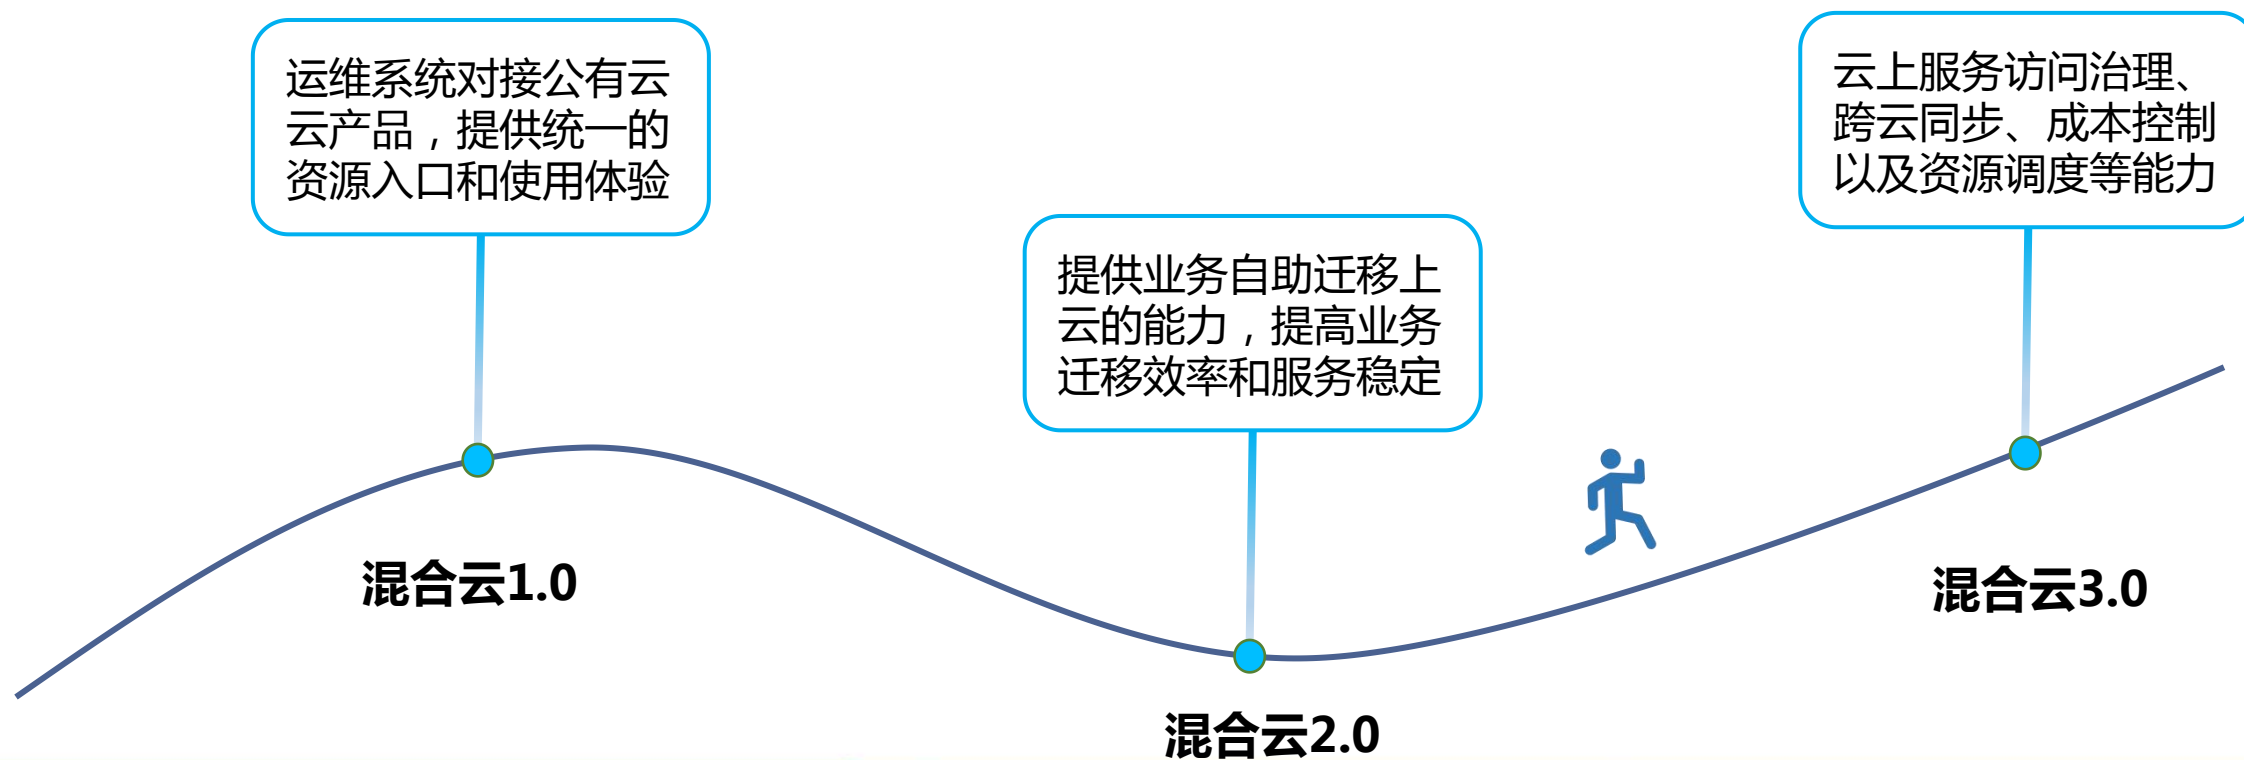 运维系统对接公有云
云产品，提供统一的
资源入口和使用体验
混合云1.0
提供业务自助迁移上
云的能力，提高业务
迁移效率和服务稳定
混合云2.0
云上服务访问治理、
跨云同步、成本控制
以及资源调度等能力
混合云3.0